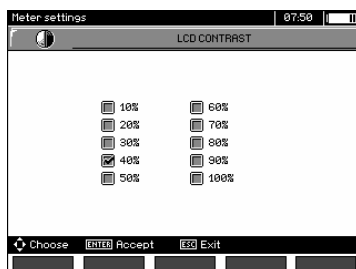 Meter settings 07:50
LCD CONTRAST
10% 60%
20% 70%
30% 80%
40% 90%
50% 100%
Choose ENTER Accept ESC Exit